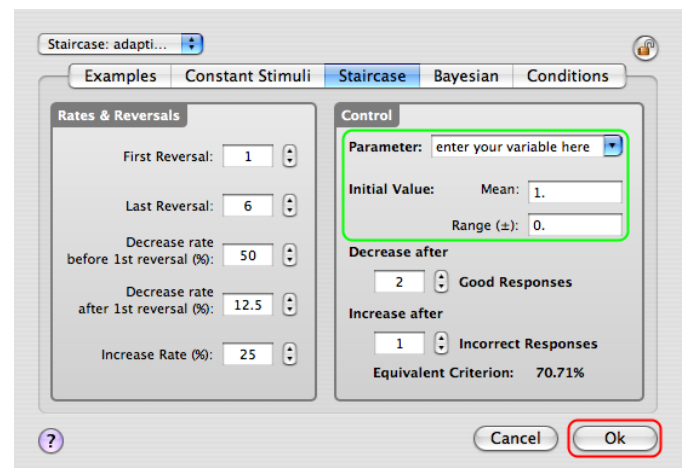 Staircase: adapti...
Examples Constant Stimuli Staircase Bayesian Conditions
Rates & Reversals
First Reversal: 1
Last Reversal: 6
Decrease rate
before 1st reversal (%): 50
Decrease rate
after 1st reversal (%): 12.5
Increase Rate (%): 25
Control
Parameter: enter your variable here
Initial Value: Mean: 1.
Range (±): 0.
Decrease after
2 Good Responses
Increase after
1 Incorrect Responses
Equivalent Criterion: 70.71%
? Cancel Ok